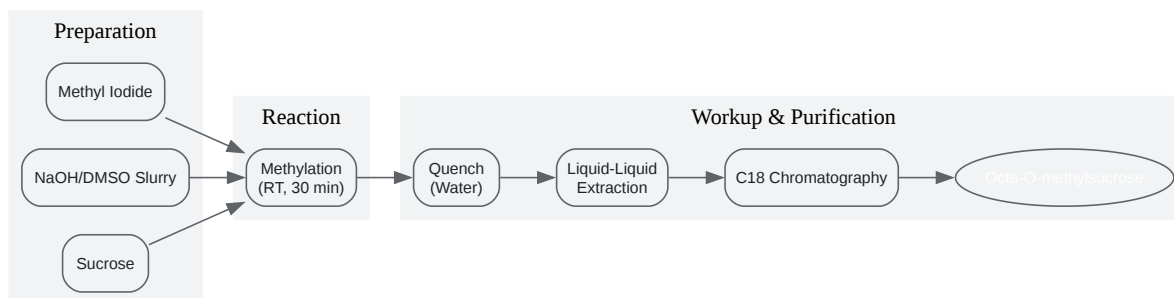 Preparation
Methyl Iodide
NaOH/DMSO Slurry
Sucrose
Reaction
Methylation
(RT, 30 min)
Workup & Purification
Quench
(Water)
Liquid-Liquid
Extraction
C18 Chromatography
Octa-O-methylsucrose